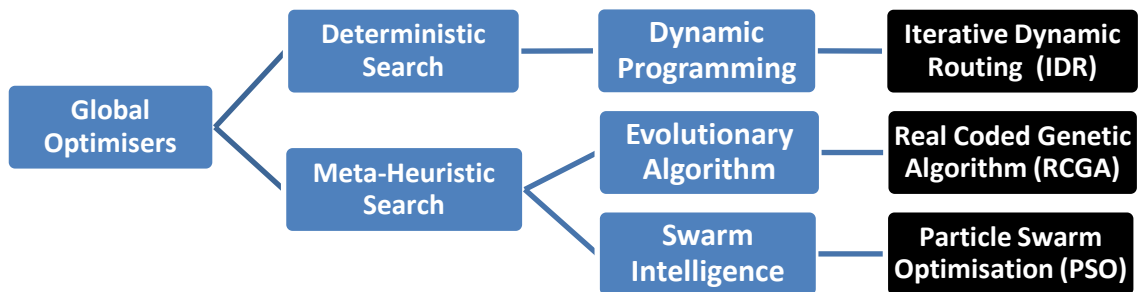 Global
Optimisers
Deterministic
Search
Meta-Heuristic
Search
Dynamic
Programming
Evolutionary
Algorithm
Swarm
Intelligence
Iterative Dynamic
Routing (IDR)
Real Coded Genetic
Algorithm (RCGA)
Particle Swarm
Optimisation (PSO)